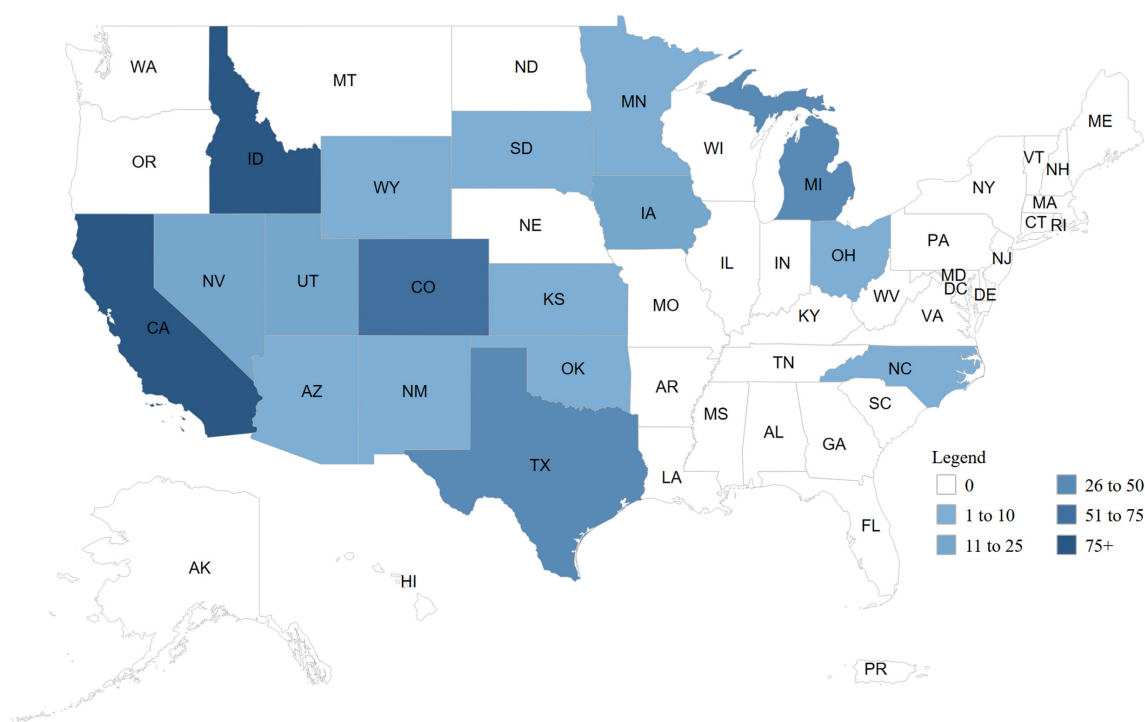 WA
MT
ND
MN
ME
OR
ID
SD
WI
VT
NH
WY
MI
NY
MA
IA
CT
RI
NE
PA
NV
UT
CO
IL
IN
OH
NJ
MD
DC
DE
KS
MO
WV
CA
KY
VA
AZ
NM
OK
TN
NC
AR
SC
MS
AL
GA
TX
LA
Legend
0
26 to 50
1 to 10
51 to 75
11 to 25
75+
FL
AK
HI
PR